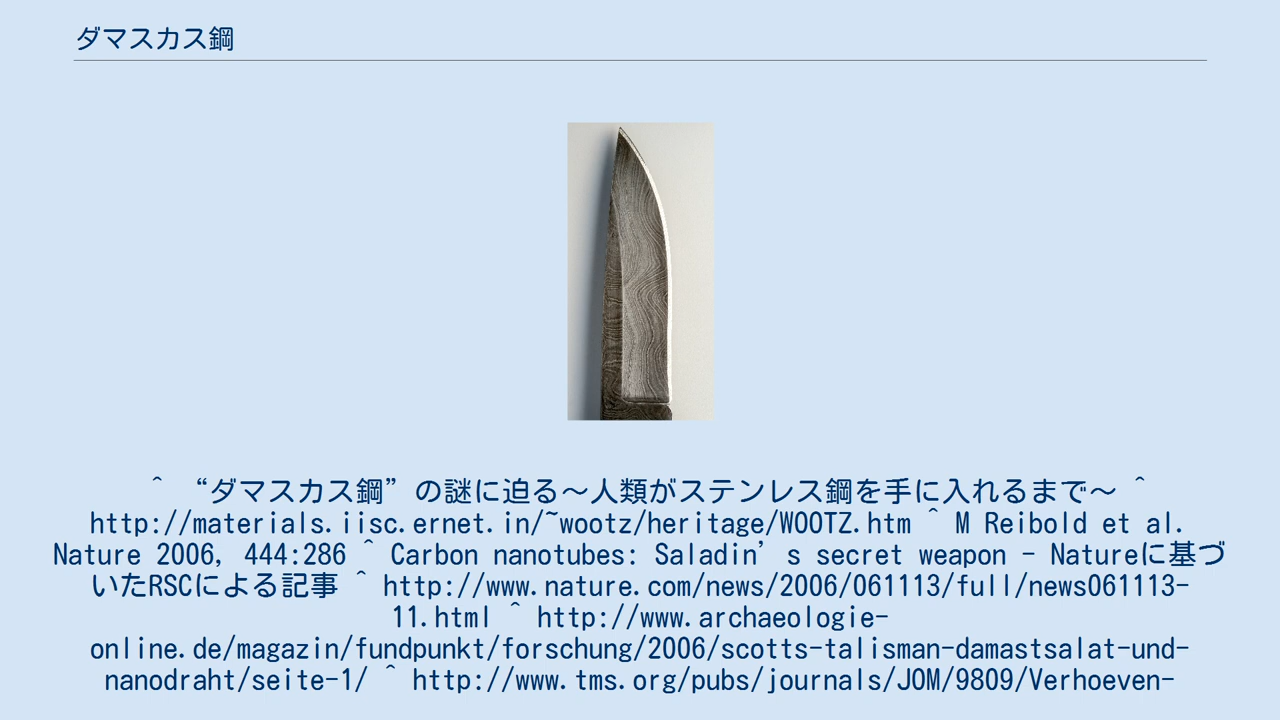 ダマスカス鋼
＾ “ダマスカス鋼”の謎に迫る～人類がステンレス鋼を手に入れるまで～ ＾
http://materials.iisc.ernet.in/~wootz/heritage/WOOTZ.htm ＾ M Reibold et al.
Nature 2006, 444:286 ＾ Carbon nanotubes: Saladin’s secret weapon - Natureに基づ
いたRSCによる記事 ＾ http://www.nature.com/news/2006/061113/full/news061113-
11.html ＾ http://www.archaeologie-
online.de/magazin/fundpunkt/forschung/2006/scotts-talisman-damastsalat-und-
nanodraht/seite-1/ ＾ http://www.tms.org/pubs/journals/JOM/9809/Verhoeven-